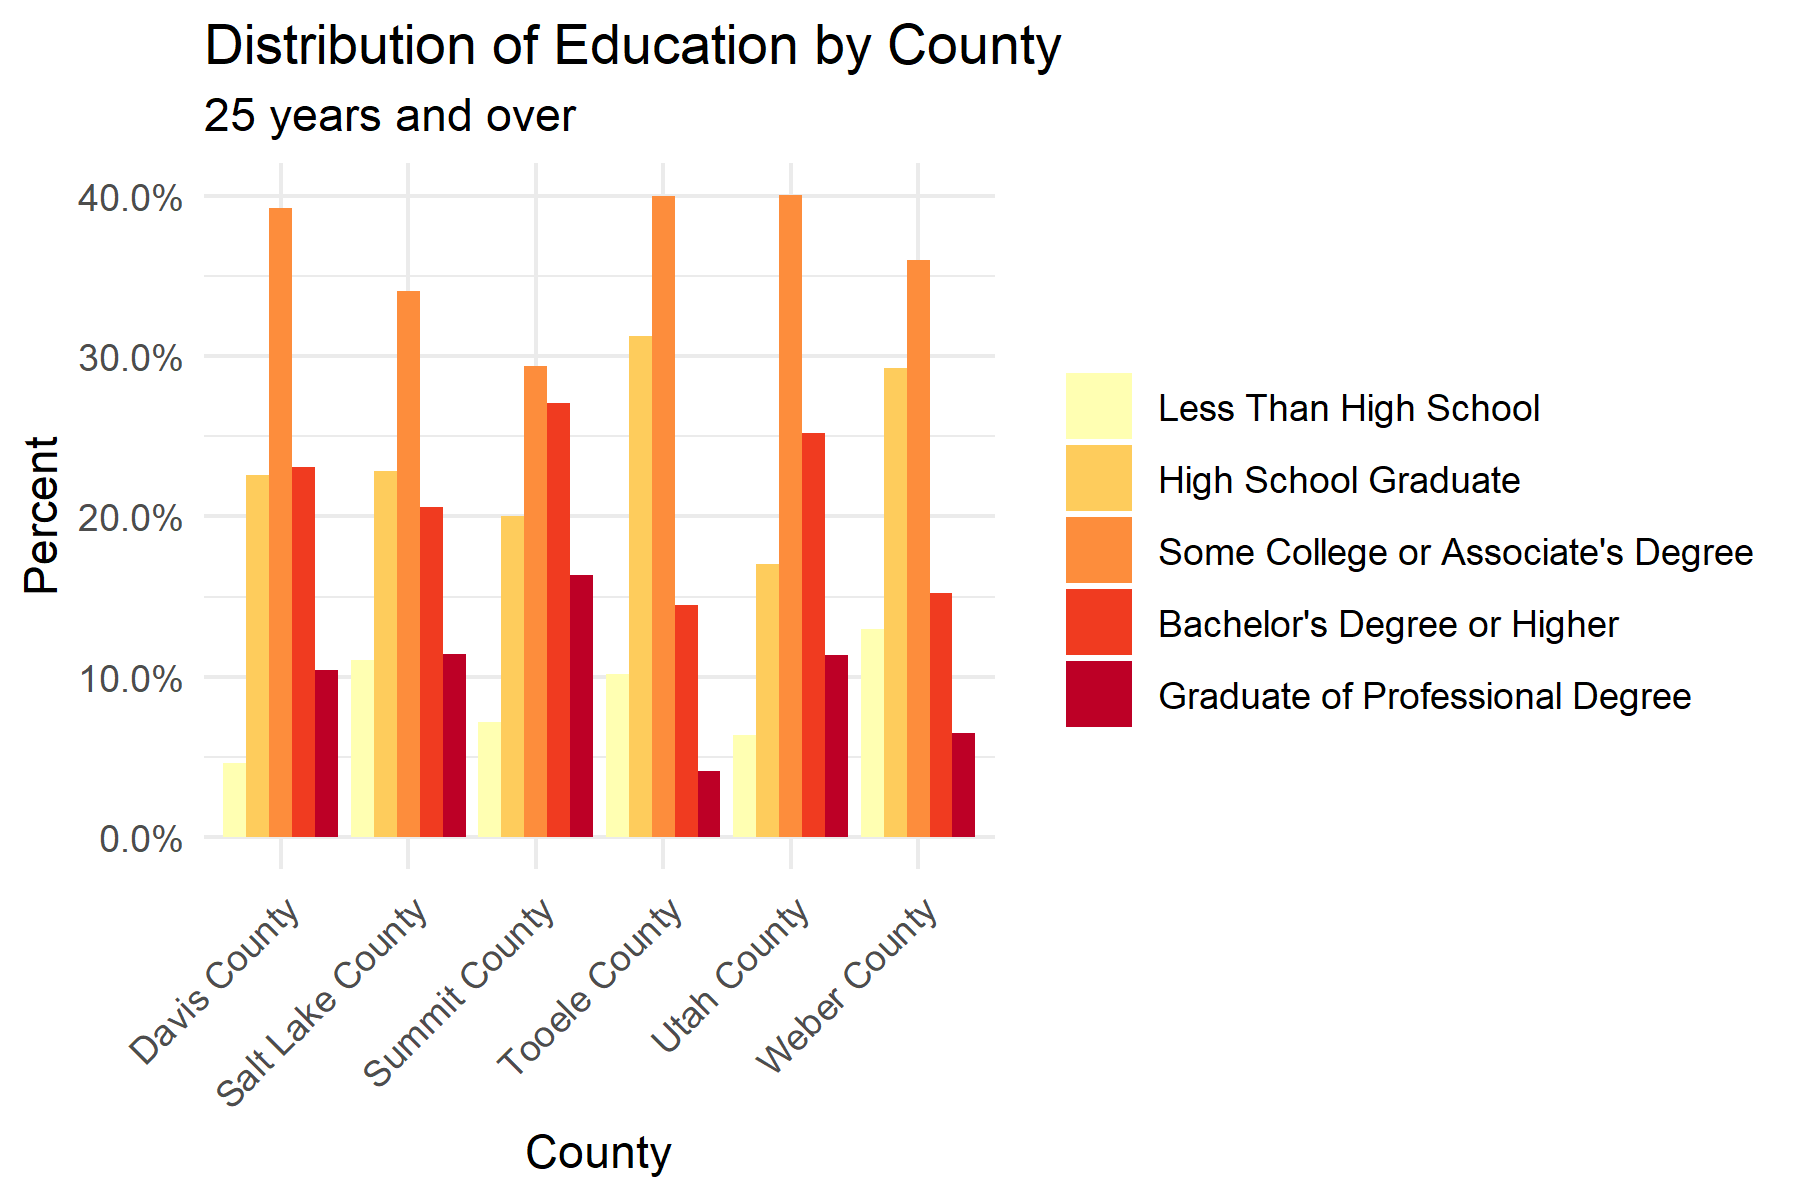 Distribution of Education by County
25 years and over
Percent
40.0%
30.0%
20.0%
10.0%
0.0%
Davis County
Salt Lake County
Summit County
Tooele County
Utah County
Weber County
County
Less Than High School
High School Graduate
Some College or Associate's Degree
Bachelor's Degree or Higher
Graduate of Professional Degree